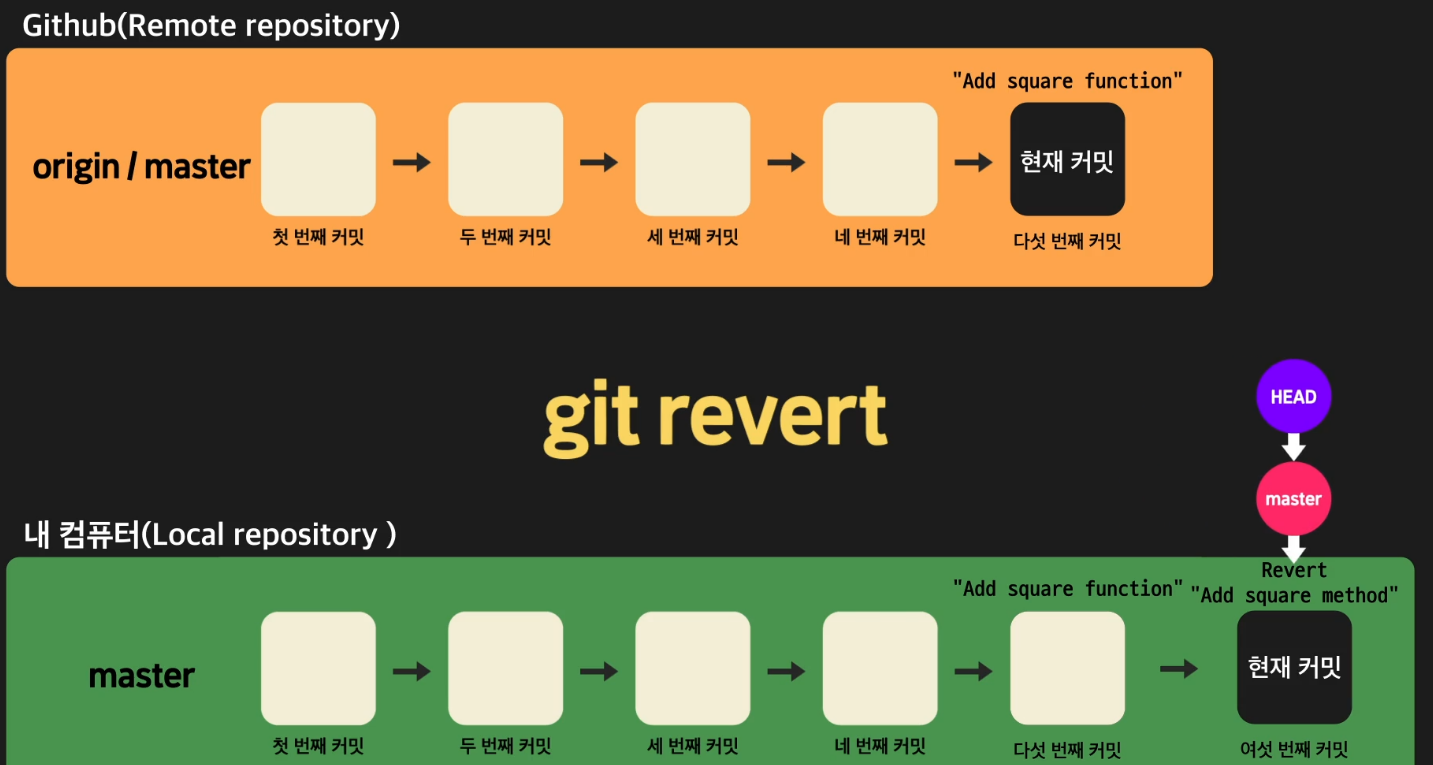 Github(Remote repository)
"Add square function"
origin / master
현재 커밋
첫 번째 커밋
두 번째 커밋
세 번째 커밋
네 번째 커밋
다섯 번째 커밋
git revert
HEAD
master
내 컴퓨터(Local repository )
"Add square function"
Revert
"Add square method"
master
현재 커밋
첫 번째 커밋
두 번째 커밋
세 번째 커밋
네 번째 커밋
다섯 번째 커밋
여섯 번째 커밋